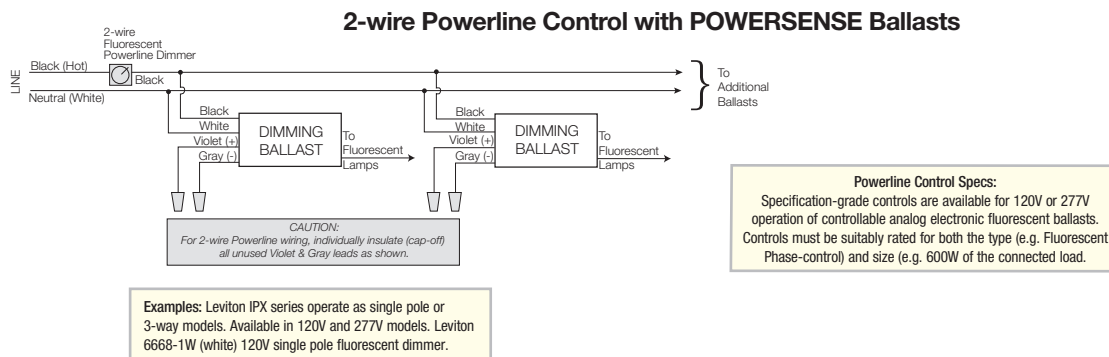 2-wire Powerline Control with POWERSENSE Ballasts
2-wire
Fluorescent
Powerline Dimmer
LINE
Black (Hot)
Black
Neutral (White)
To
Additional
Ballasts
Black
White
Violet (+)
Gray (-)
DIMMING
BALLAST
To
Fluorescent
Lamps
Black
White
Violet (+)
Gray (-)
DIMMING
BALLAST
To
Fluorescent
Lamps
CAUTION:
For 2-wire Powerline wiring, individually insulate (cap-off)
all unused Violet & Gray leads as shown.
Powerline Control Specs:
Specification-grade controls are available for 120V or 277V
operation of controllable analog electronic fluorescent ballasts.
Controls must be suitably rated for both the type (e.g. Fluorescent
Phase-control) and size (e.g. 600W of the connected load.
Examples: Leviton IPX series operate as single pole or
3-way models. Available in 120V and 277V models. Leviton
6668-1W (white) 120V single pole fluorescent dimmer.